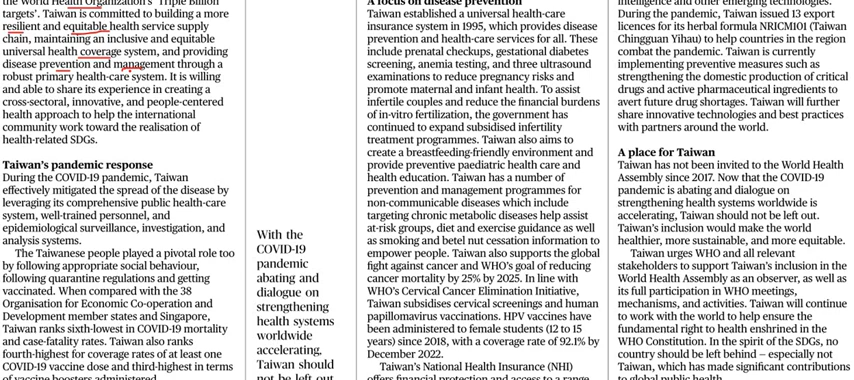 the World Health Organization's 'Triple Billion
targets'. Taiwan is committed to building a more
resilient and equitable health service supply
chain, maintaining an inclusive and equitable
universal health coverage system, and providing
disease prevention and management through a
robust primary health-care system. It is willing
and able to share its experience in creating a
cross-sectoral, innovative, and people-centered
health approach to help the international
community work toward the realisation of
health-related SDGs.
Taiwan's pandemic response
During the COVID-19 pandemic, Taiwan
effectively mitigated the spread of the disease by
leveraging its comprehensive public health-care
system, well-trained personnel, and
epidemiological surveillance, investigation, and
analysis systems.
The Taiwanese people played a pivotal role too
by following appropriate social behaviour,
following quarantine regulations and getting
vaccinated. When compared with the 38
Organisation for Economic Co-operation and
Development member states and Singapore,
Taiwan ranks sixth-lowest in COVID-19 mortality
and case-fatality rates. Taiwan also ranks
fourth-highest for coverage rates of at least one
COVID-19 vaccine dose and third-highest in terms
of vaccine boosters administered.
With the
COVID-19
pandemic
abating and
dialogue on
strengthening
health systems
worldwide
accelerating,
Taiwan should
not be left out
A focus on disease prevention
Taiwan established a universal health-care
insurance system in 1995, which provides disease
prevention and health-care services for all. These
include prenatal checkups, gestational diabetes
screening, anemia testing, and three ultrasound
examinations to reduce pregnancy risks and
promote maternal and infant health. To assist
infertile couples and reduce the financial burdens
of in-vitro fertilization, the government has
continued to expand subsidised infertility
treatment programmes. Taiwan also aims to
create a breastfeeding-friendly environment and
provide preventive paediatric health care and
health education. Taiwan has a number of
prevention and management programmes for
non-communicable diseases which include
targeting chronic metabolic diseases help assist
at-risk groups, diet and exercise guidance as well
as smoking and betel nut cessation information to
empower people. Taiwan also supports the global
fight against cancer and WHO's goal of reducing
cancer mortality by 25% by 2025. In line with
WHO's Cervical Cancer Elimination Initiative,
Taiwan subsidises cervical screenings and human
papillomavirus vaccinations. HPV vaccines have
been administered to female students (12 to 15
years) since 2018, with a coverage rate of 92.1% by
December 2022.
Taiwan's National Health Insurance (NHI)
offers financial protection and access to a range
intelligence and other emerging technologies.
During the pandemic, Taiwan issued 13 export
licences for its herbal formula NRICM101 (Taiwan
Chingguan Yihau) to help countries in the region
combat the pandemic. Taiwan is currently
implementing preventive measures such as
strengthening the domestic production of critical
drugs and active pharmaceutical ingredients to
avert future drug shortages. Taiwan will further
share innovative technologies and best practices
with partners around the world.
A place for Taiwan
Taiwan has not been invited to the World Health
Assembly since 2017. Now that the COVID-19
pandemic is abating and dialogue on
strengthening health systems worldwide is
accelerating, Taiwan should not be left out.
Taiwan's inclusion would make the world
healthier, more sustainable, and more equitable.
Taiwan urges WHO and all relevant
stakeholders to support Taiwan's inclusion in the
World Health Assembly as an observer, as well as
its full participation in WHO meetings,
mechanisms, and activities. Taiwan will continue
to work with the world to help ensure the
fundamental right to health enshrined in the
WHO Constitution. In the spirit of the SDGs, no
country should be left behind — especially not
Taiwan, which has made significant contributions
to global public health.